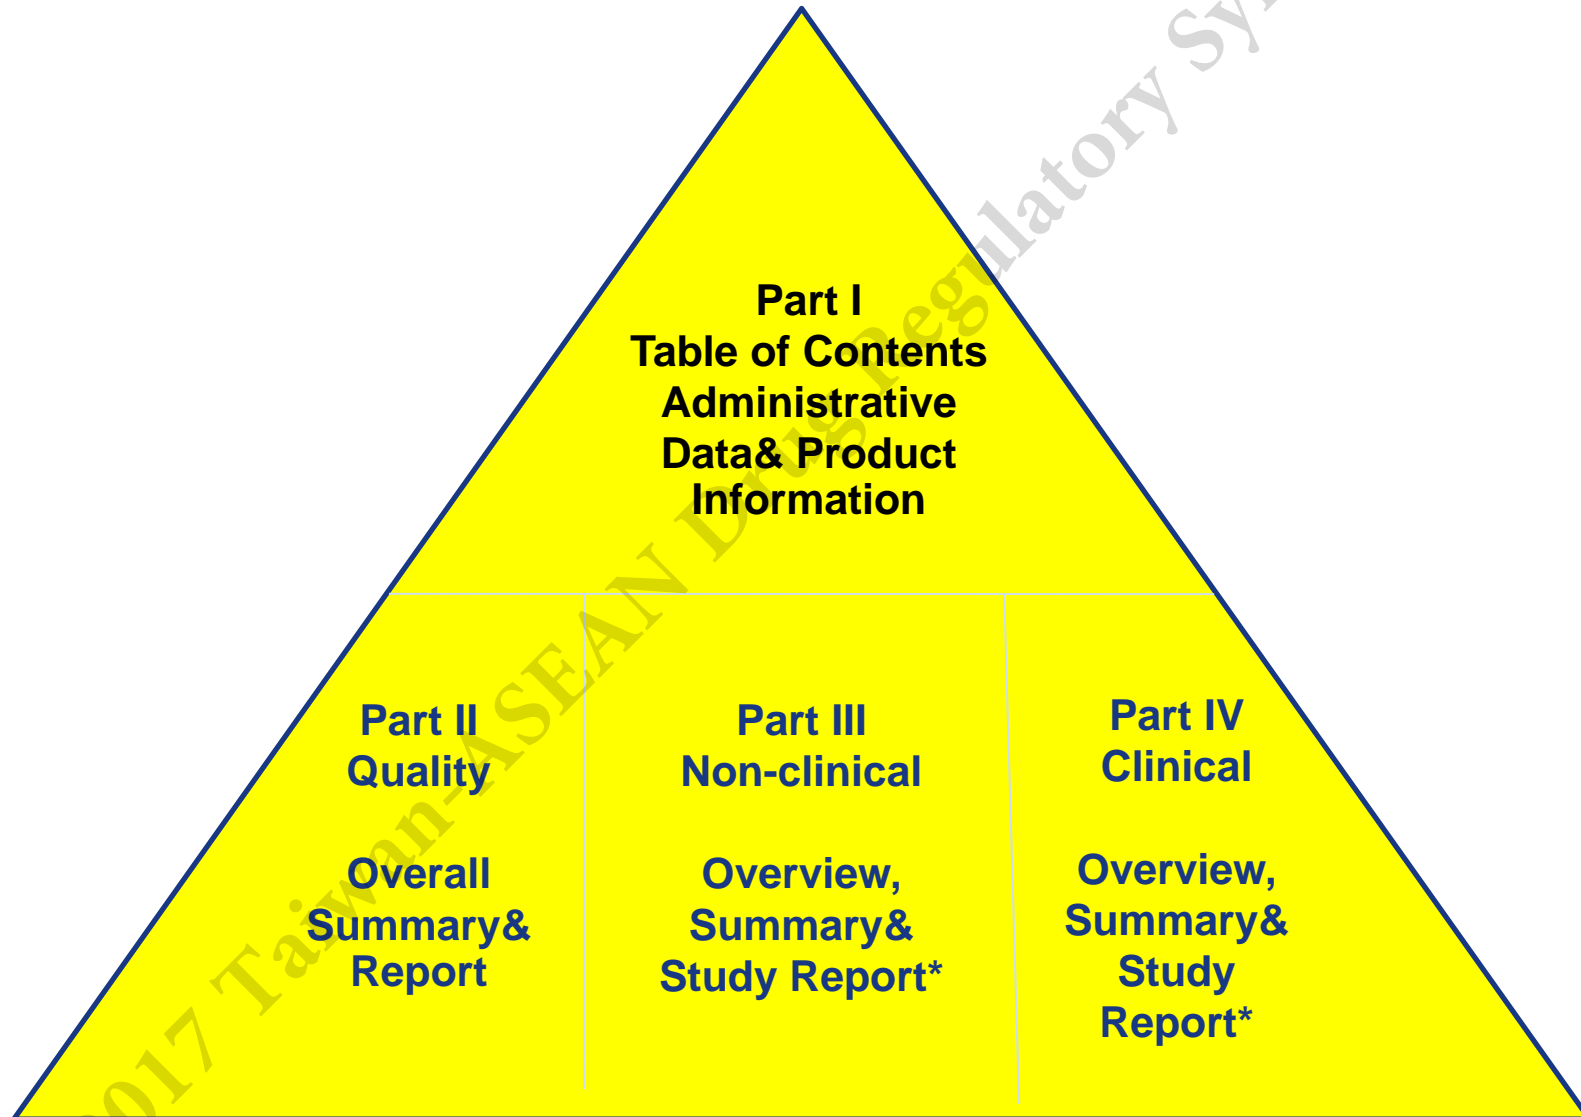 Part I
Table of Contents
Administrative
Data& Product
Information
Part II
Quality
Overall
Summary&
Report
Part III
Non-clinical
Overview,
Summary&
Study Report*
Part IV
Clinical
Overview,
Summary&
Study
Report*
2017 Taiwan-ASEAN Drug Regulatory